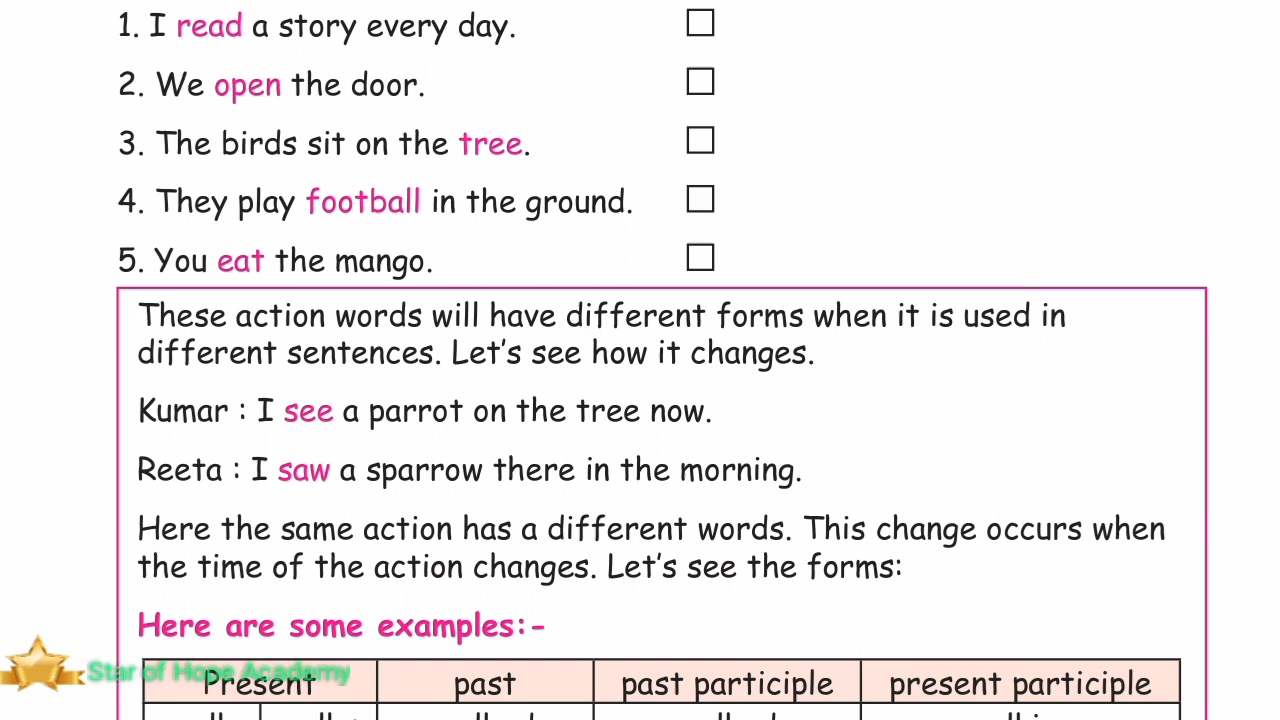 1. I read a story every day. ☐
2. We open the door. ☐
3. The birds sit on the tree. ☐
4. They play football in the ground. ☐
5. You eat the mango. ☐
These action words will have different forms when it is used in
different sentences. Let's see how it changes.
Kumar : I see a parrot on the tree now.
Reeta : I saw a sparrow there in the morning.
Here the same action has a different words. This change occurs when
the time of the action changes. Let's see the forms:
Here are some examples:-
Star of Hope Academy
Present past past participle present participle